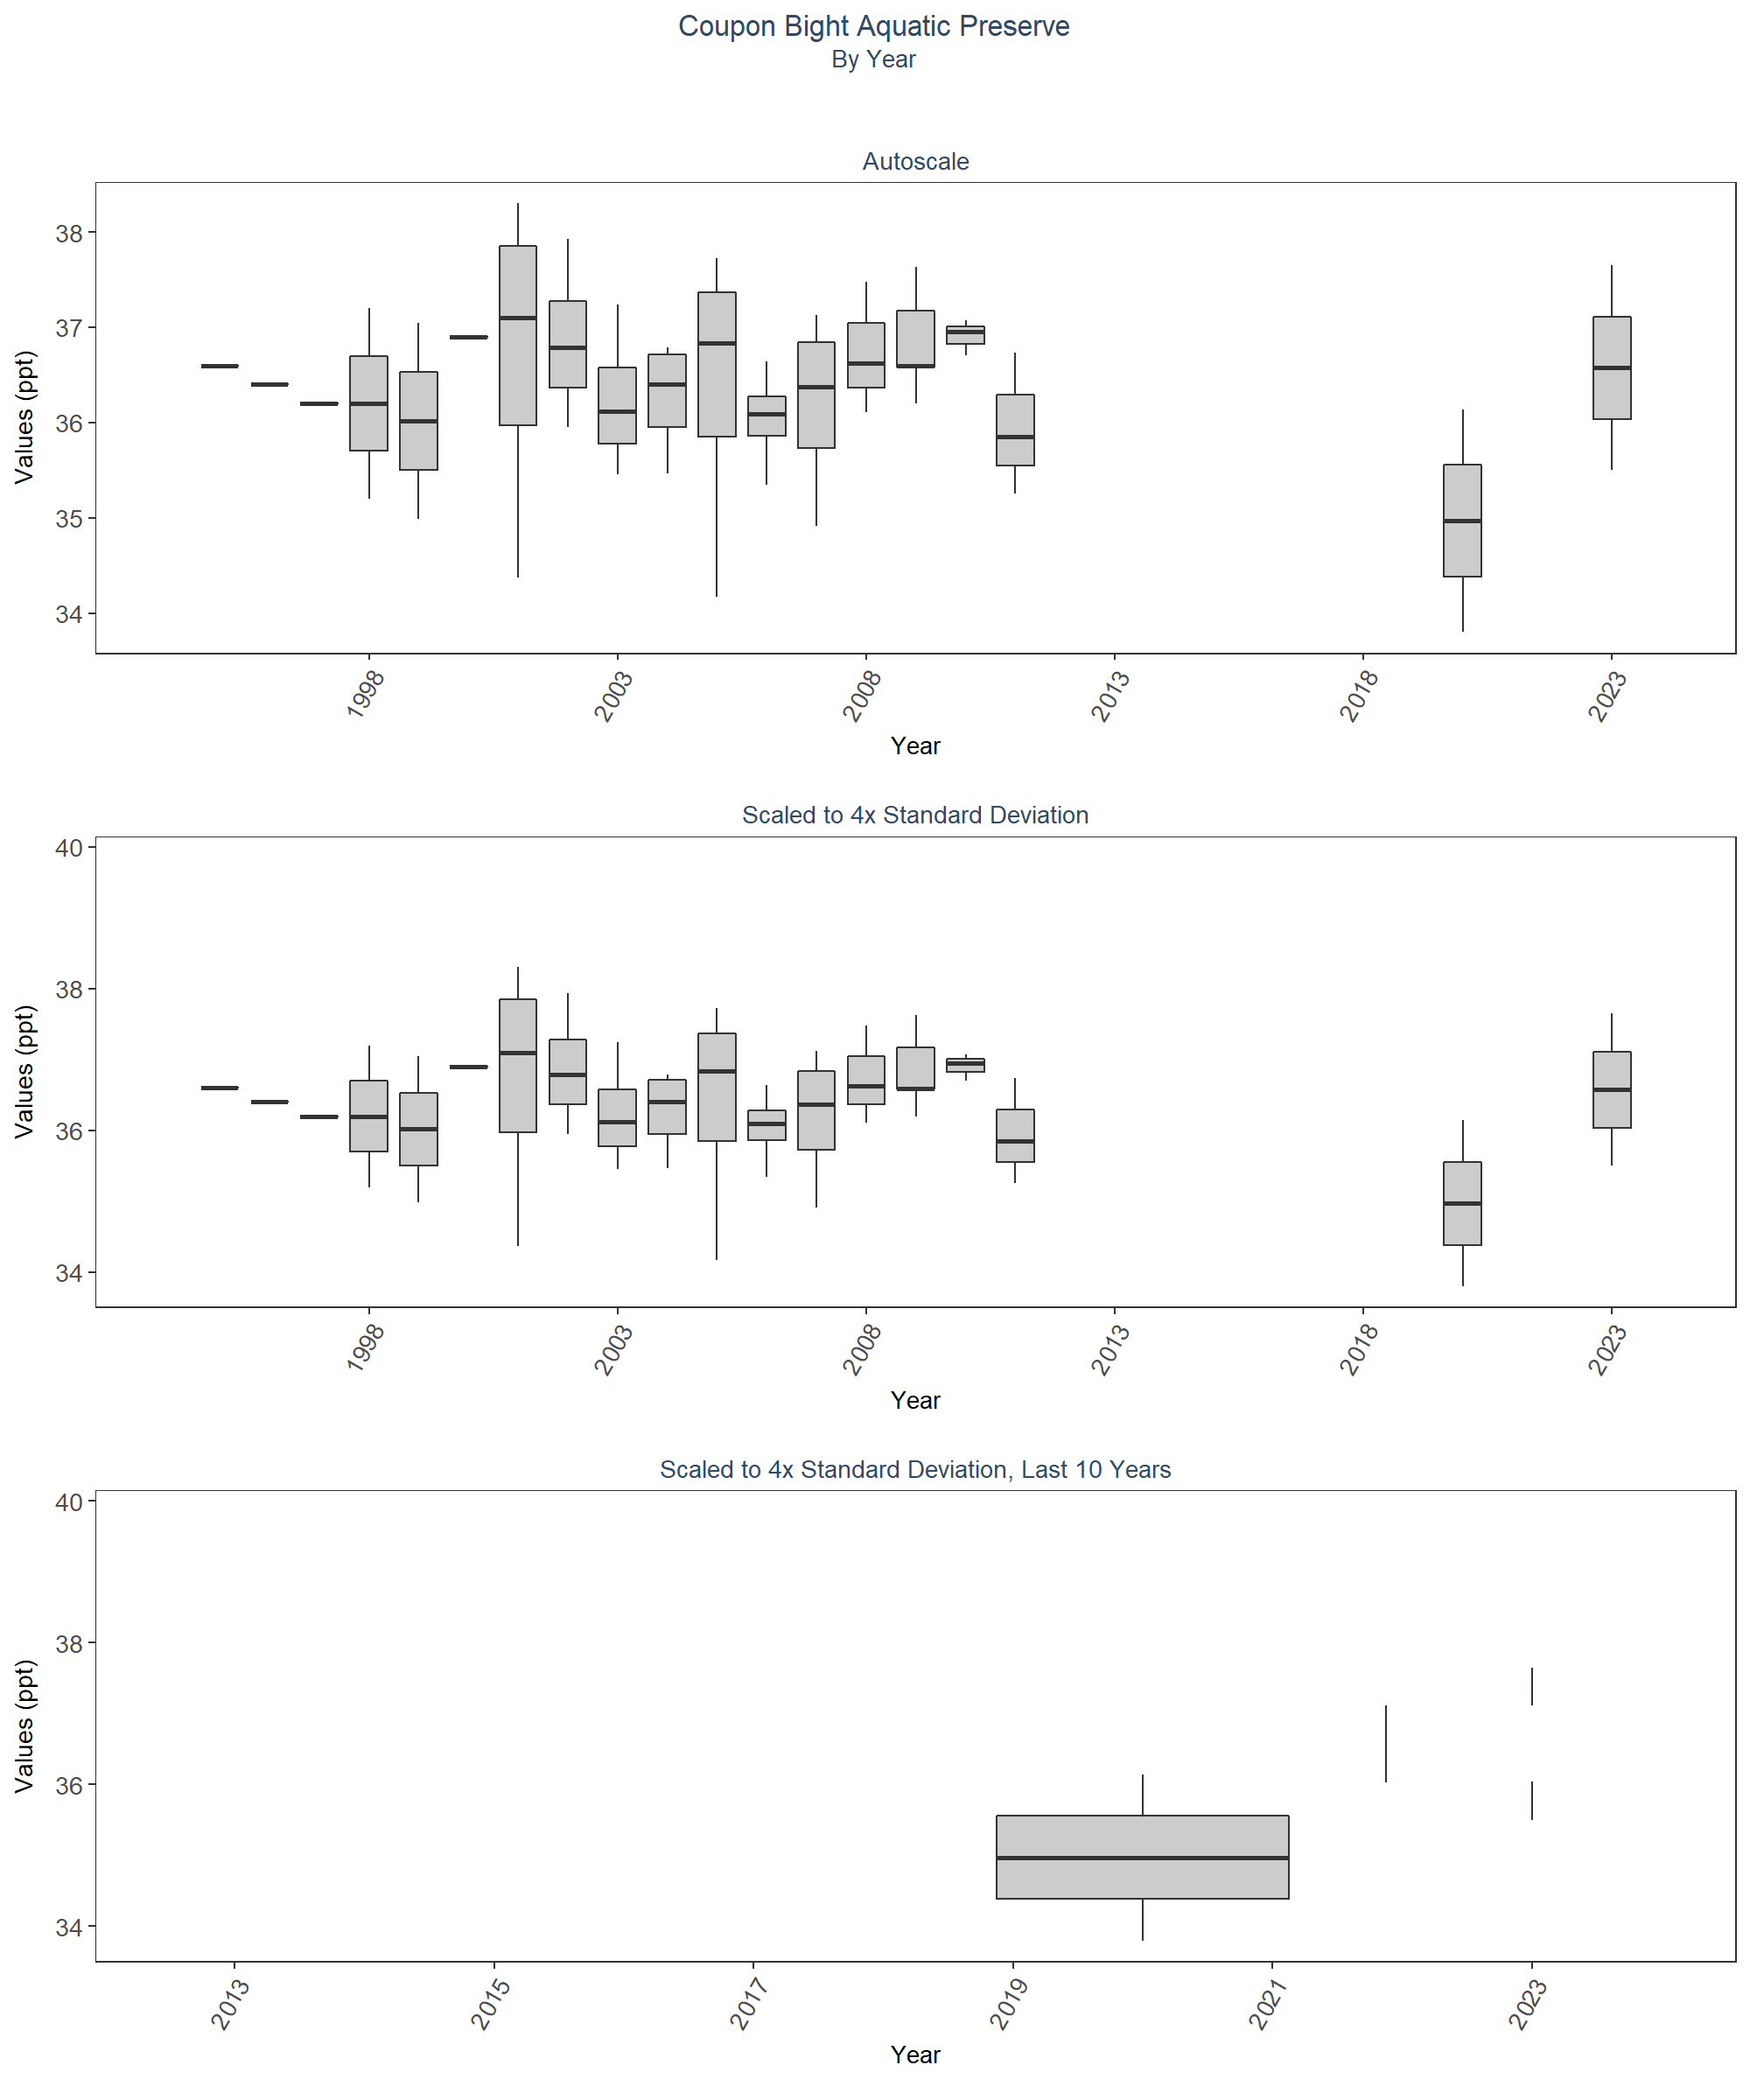 Coupon Bight Aquatic Preserve
By Year
Autoscale
Values (ppt)
38
37
36
35
34
1998
2003
2008
2013
2018
2023
Year
Scaled to 4x Standard Deviation
Values (ppt)
40
38
36
34
1998
2003
2008
2013
2018
2023
Year
Scaled to 4x Standard Deviation, Last 10 Years
Values (ppt)
40
38
36
34
2013
2015
2017
2019
2021
2023
Year